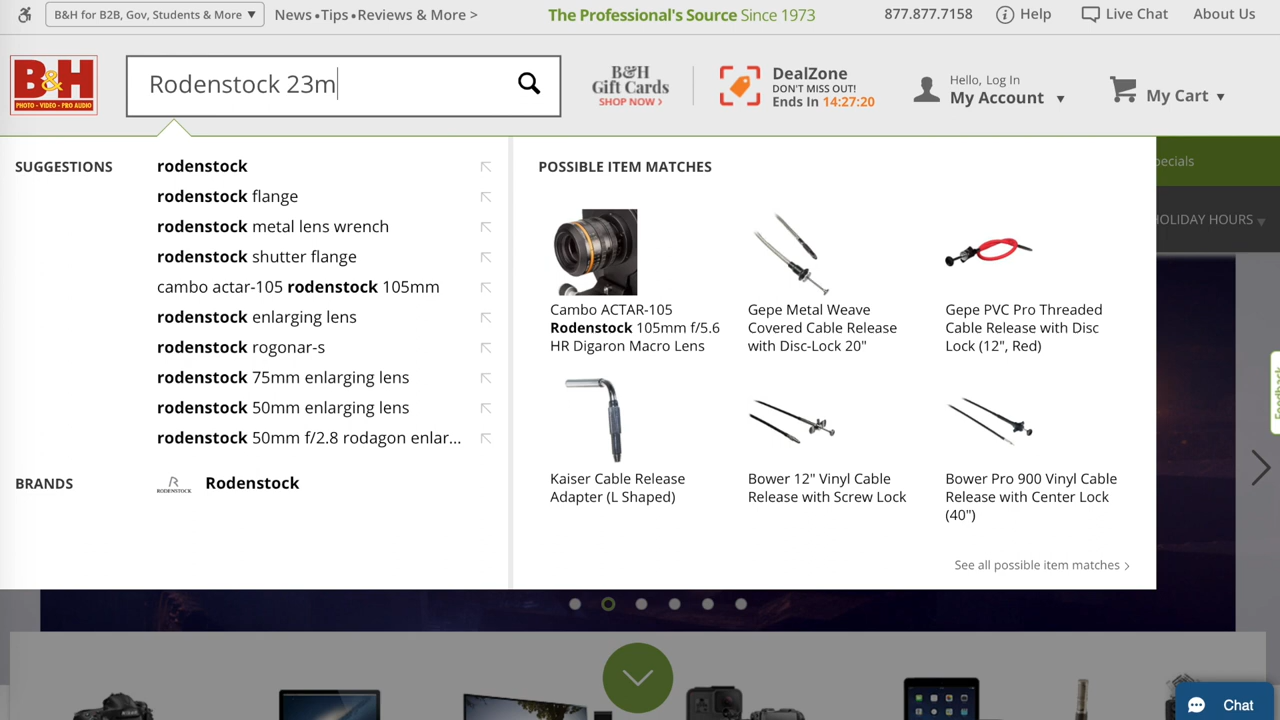 B&H for B2B, Gov, Students & More ▼
News • Tips • Reviews & More >
The Professional's Source Since 1973
877.877.7158
Help
Live Chat
About Us
B&H
PHOTO - VIDEO - PRO AUDIO
Rodenstock 23m
B&H
Gift Cards
SHOP NOW >
DealZone
DON'T MISS OUT!
Ends In 14:27:20
Hello, Log In
My Account ▼
My Cart ▼
pecials
HOLIDAY HOURS
SUGGESTIONS
rodenstock
rodenstock flange
rodenstock metal lens wrench
rodenstock shutter flange
cambo actar-105 rodenstock 105mm
rodenstock enlarging lens
rodenstock rogonar-s
rodenstock 75mm enlarging lens
rodenstock 50mm enlarging lens
rodenstock 50mm f/2.8 rodagon enlar...
BRANDS
R
RODENSTOCK
Rodenstock
POSSIBLE ITEM MATCHES
Cambo ACTAR-105
Rodenstock 105mm f/5.6
HR Digaron Macro Lens
Gepe Metal Weave
Covered Cable Release
with Disc-Lock 20"
Gepe PVC Pro Threaded
Cable Release with Disc
Lock (12", Red)
Kaiser Cable Release
Adapter (L Shaped)
Bower 12" Vinyl Cable
Release with Screw Lock
Bower Pro 900 Vinyl Cable
Release with Center Lock
(40")
See all possible item matches >
Feedback
Chat